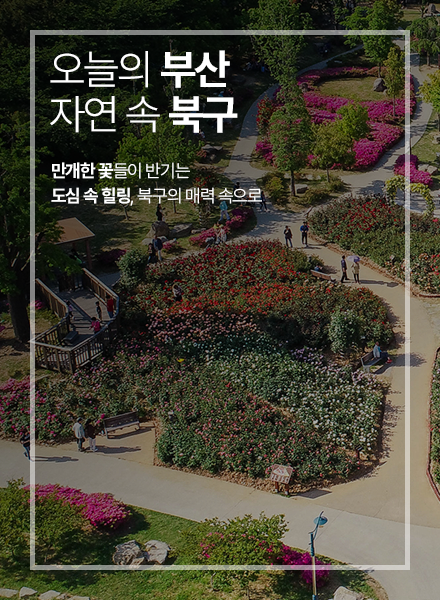 오늘의 부산
자연 속 북구
만개한 꽃들이 반기는
도심 속 힐링, 북구의 매력 속으로